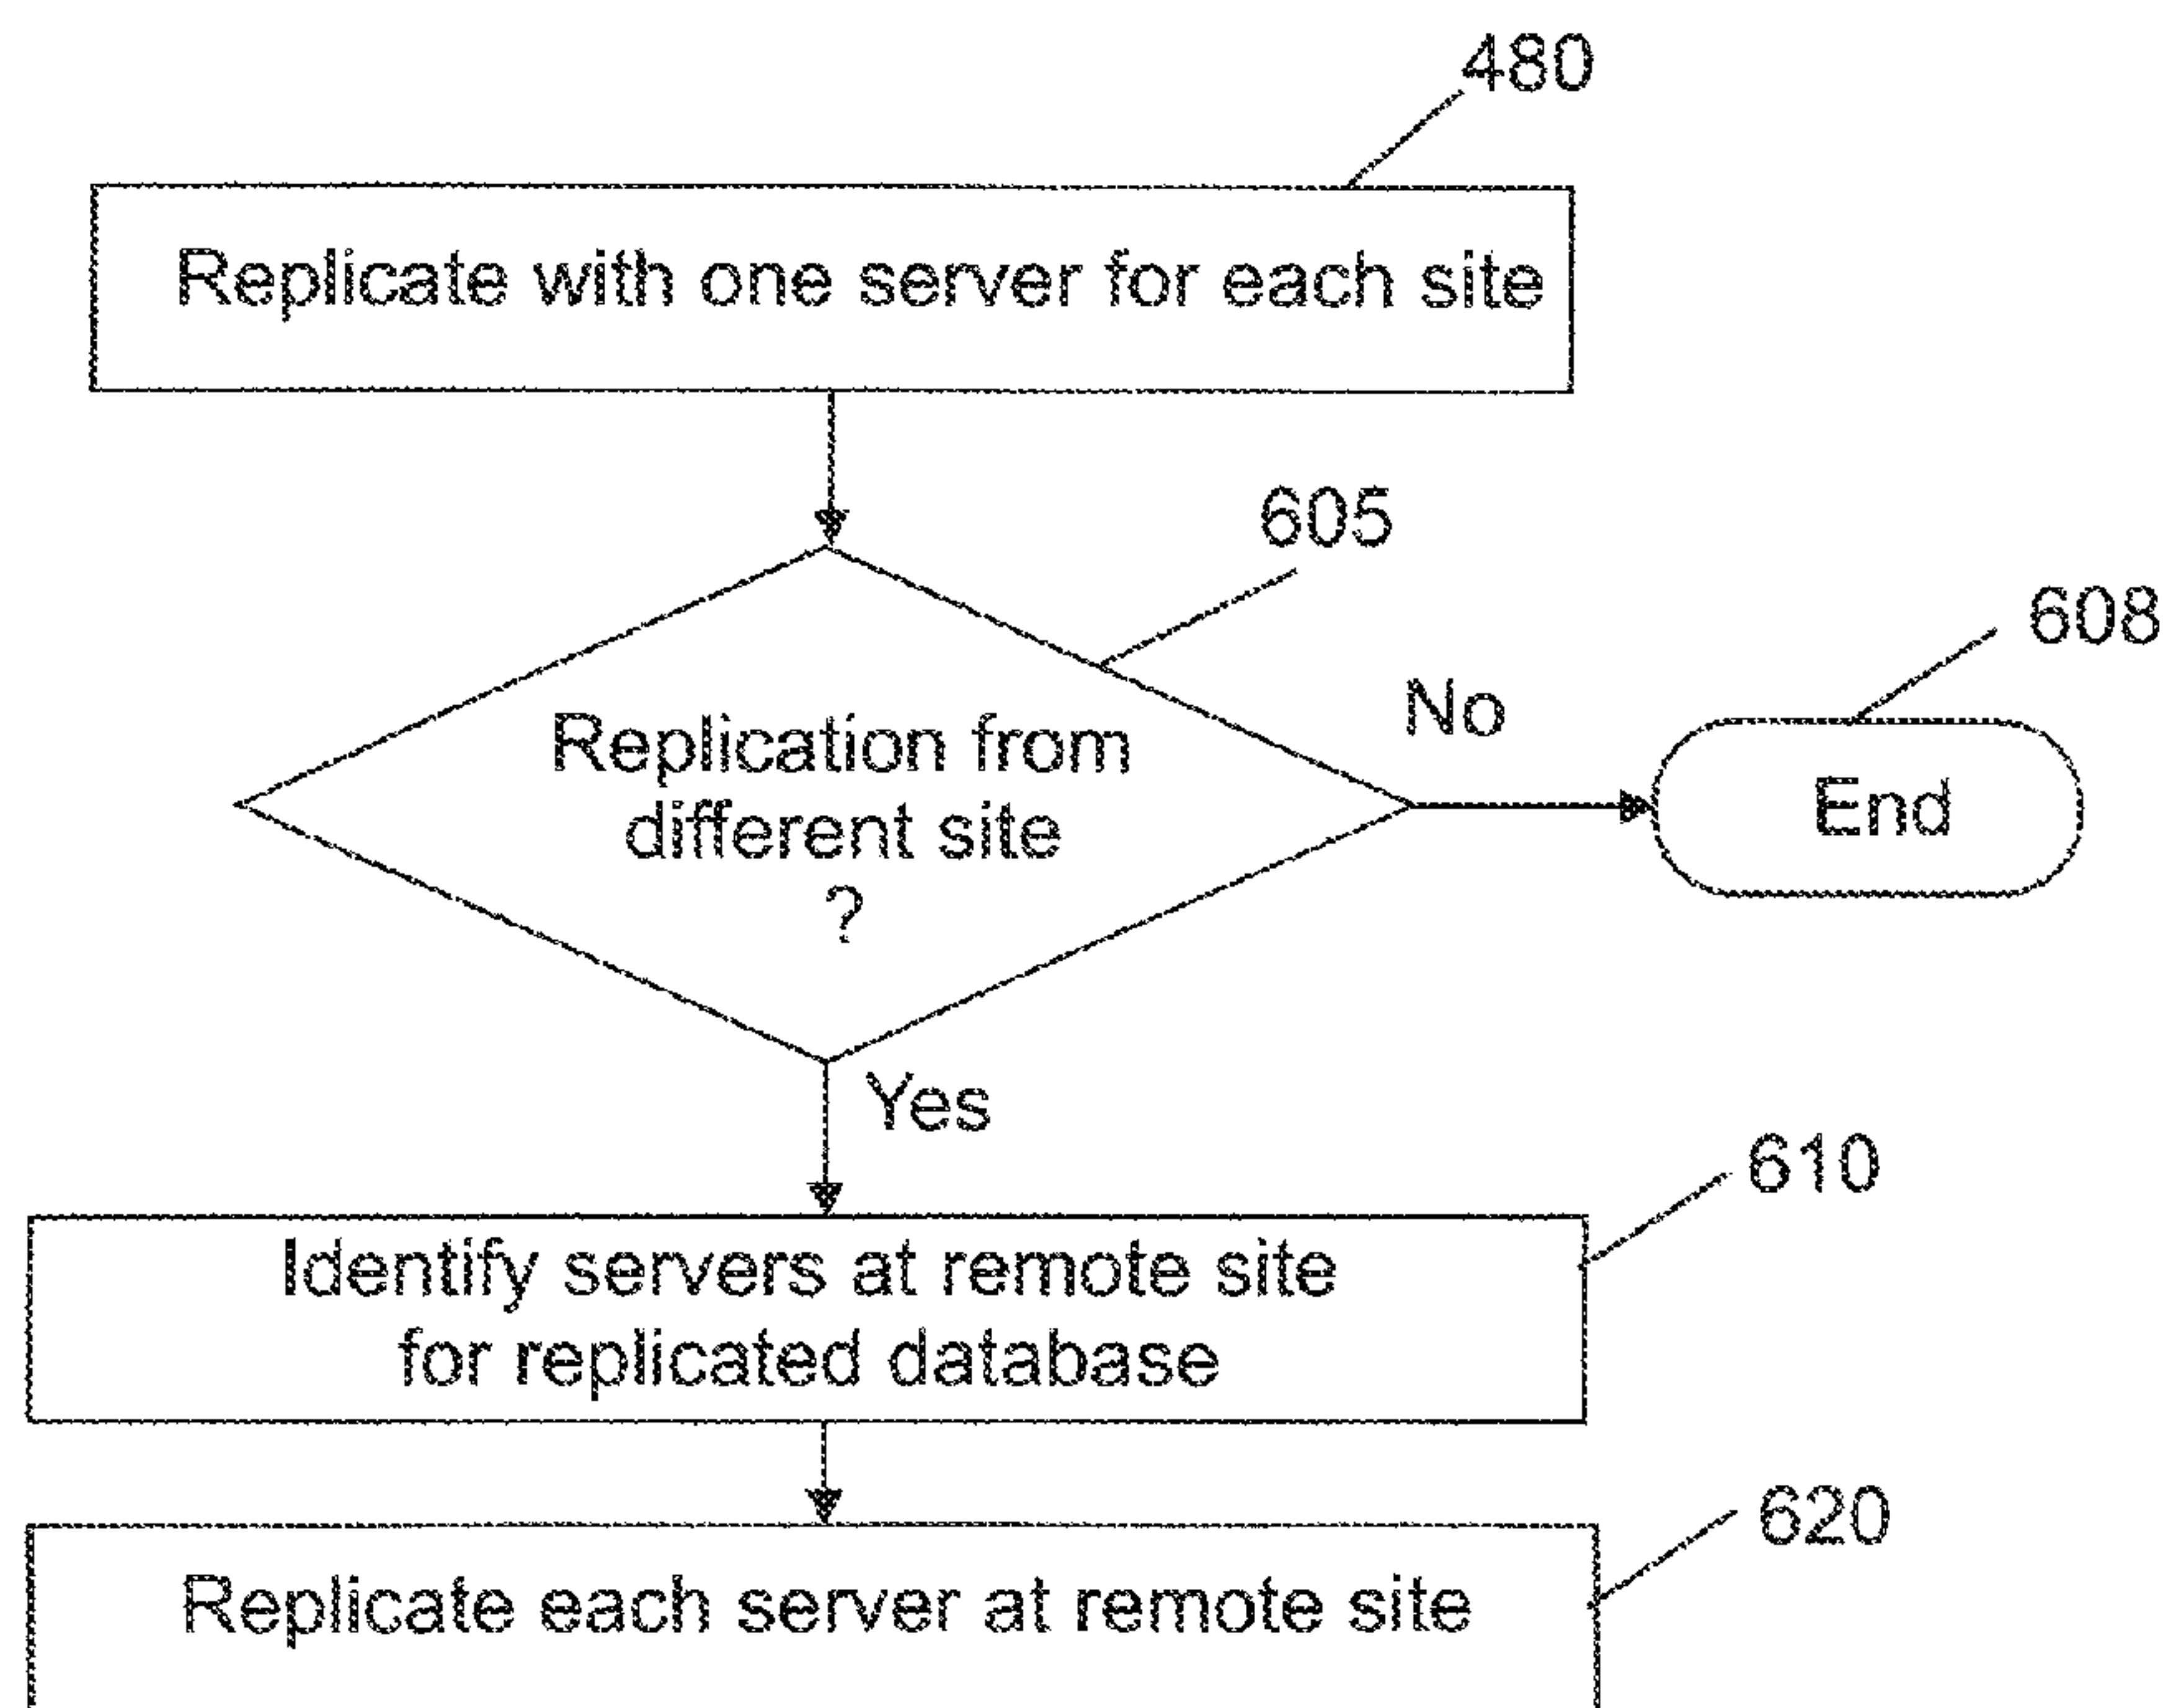 480
Replicate with one server for each site
605
608
No
Replication from
different site
?
End
Yes
610
Identify servers at remote site
for replicated database
620
Replicate each server at remote site